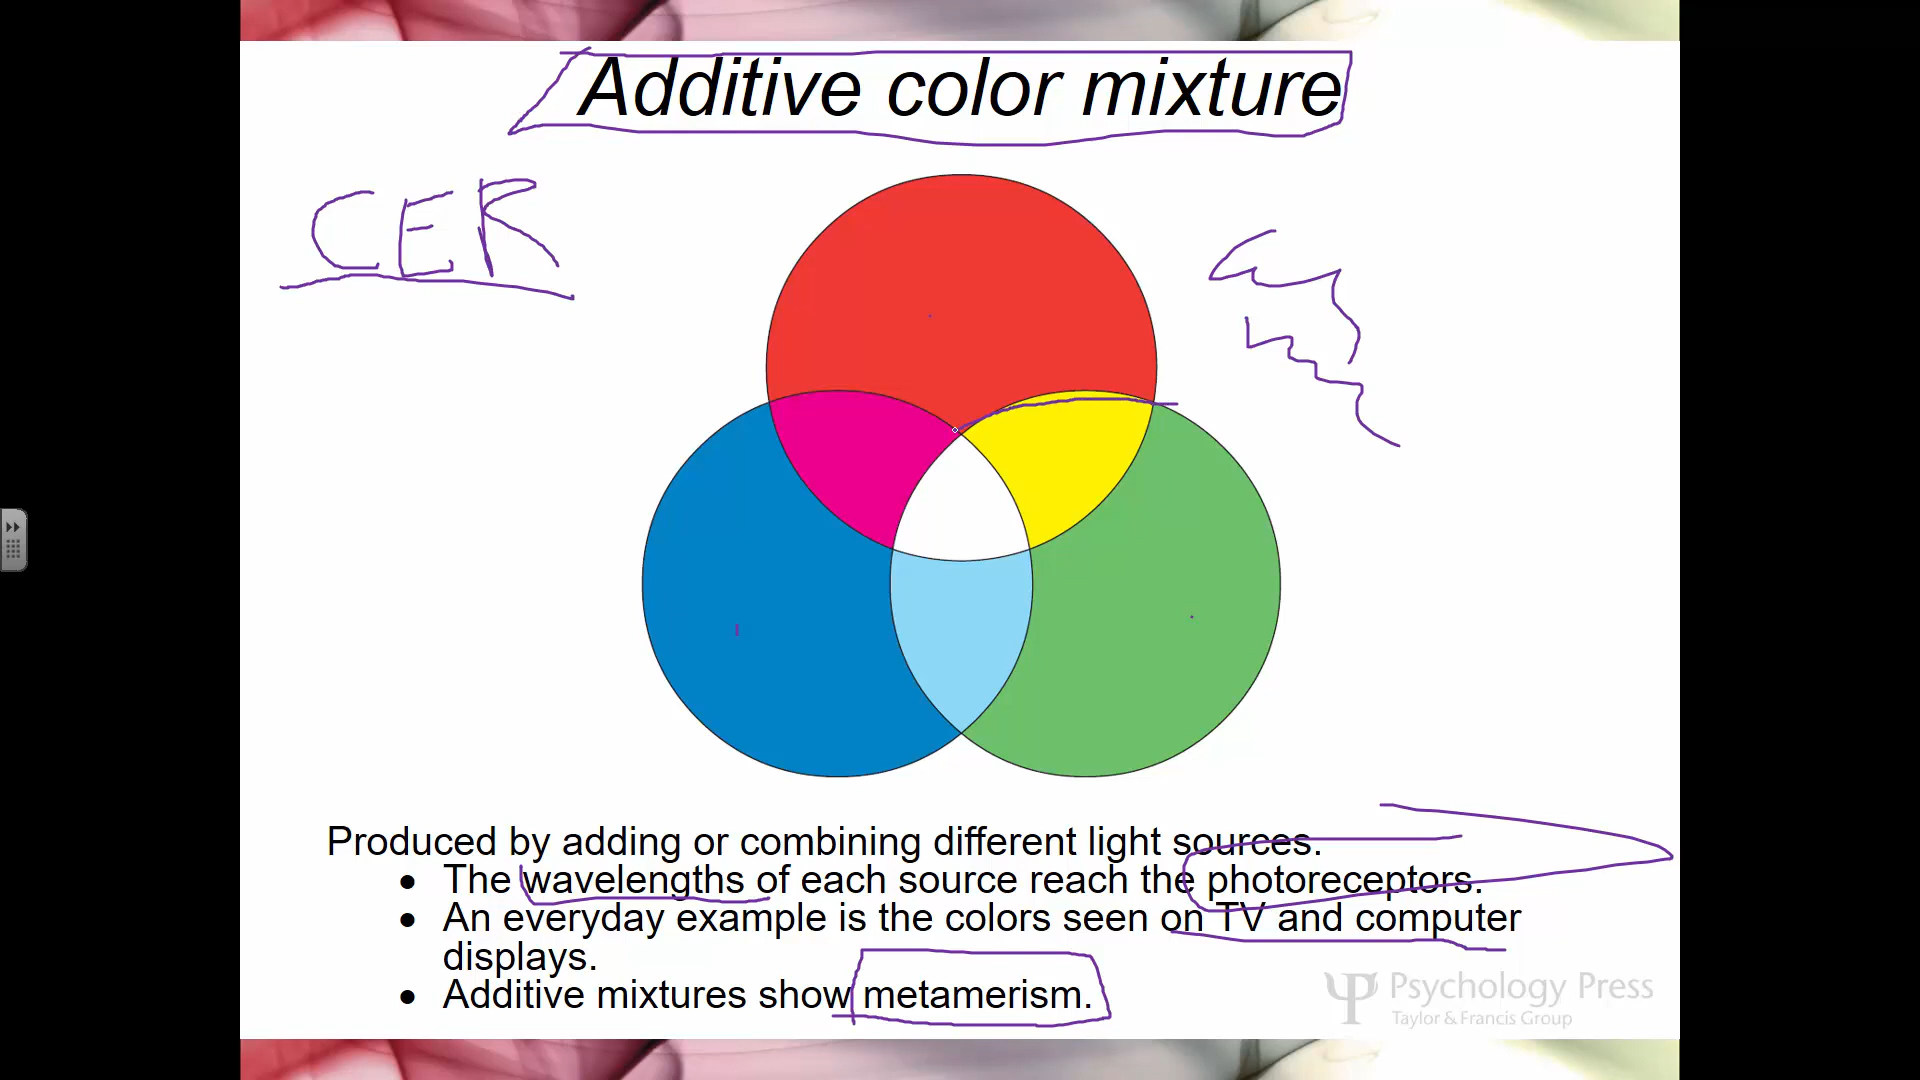 Additive color mixture
CER
Produced by adding or combining different light sources.
• The wavelengths of each source reach the photoreceptors.
• An everyday example is the colors seen on TV and computer
displays.
• Additive mixtures show metamerism.
Psychology Press
Taylor & Francis Group